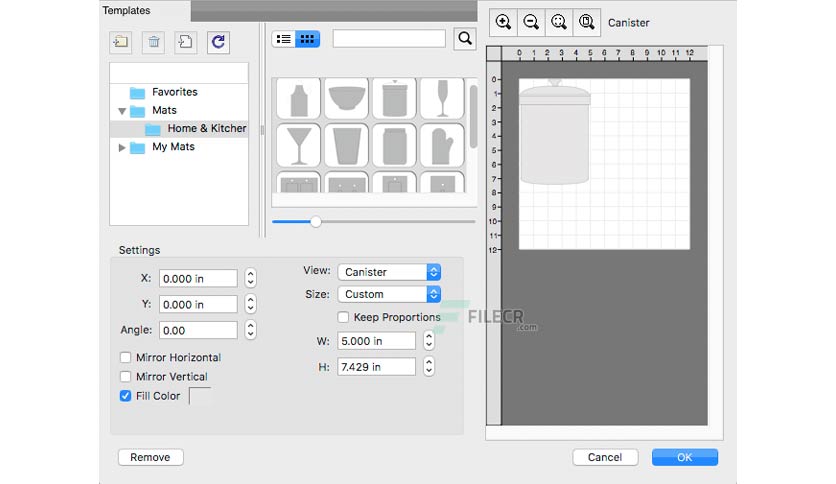 Templates
Canister
0 1 2 3 4 5 6 7 8 9 10 11 12
0
1
2
3
4
5
6
7
8
9
10
11
12
Favorites
Mats
Home & Kitcher
My Mats
Settings
X: 0.000 in
Y: 0.000 in
Angle: 0.00
Mirror Horizontal
Mirror Vertical
Fill Color
View: Canister
Size: Custom
Keep Proportions
W: 5.000 in
H: 7.429 in
FILECR
.com
Remove
Cancel
OK